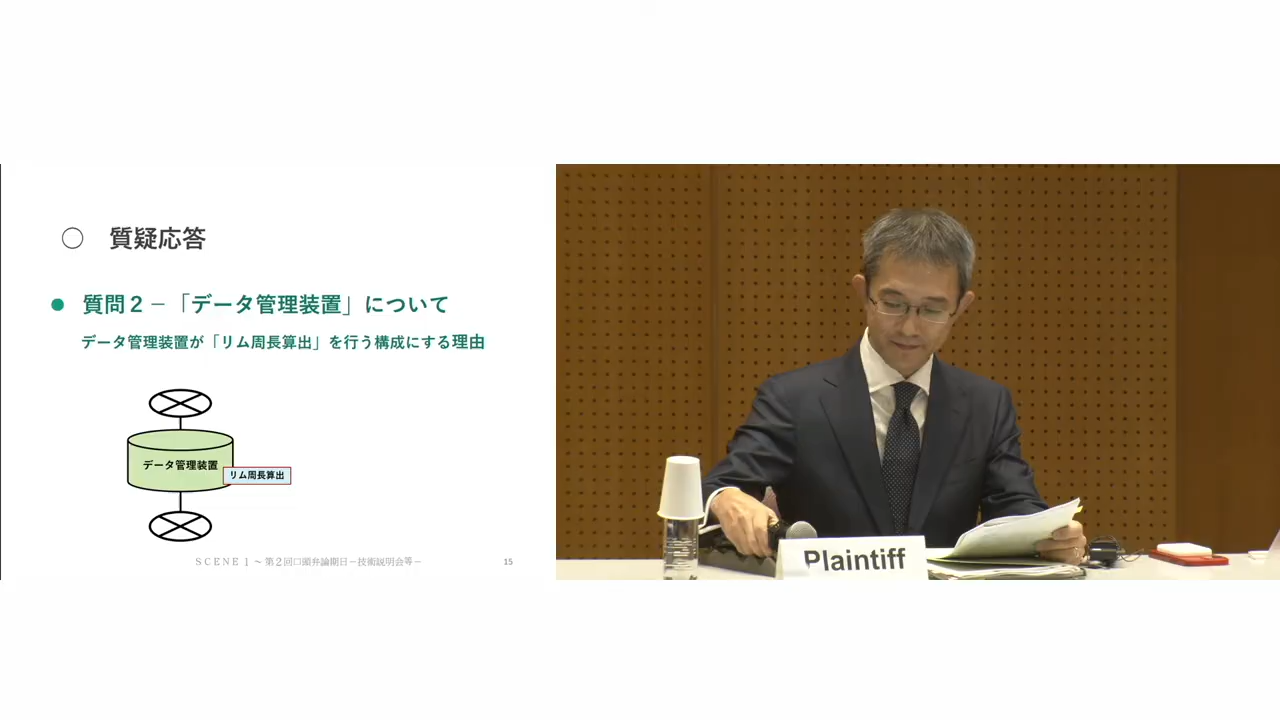 ○ 質疑応答
● 質問２－「データ管理装置」について
データ管理装置が「リム周長算出」を行う構成にする理由
データ管理装置
リム周長算出
ＳＣＥＮＥ１～第２回口頭弁論期日－技術説明会等－
15
Plaintiff